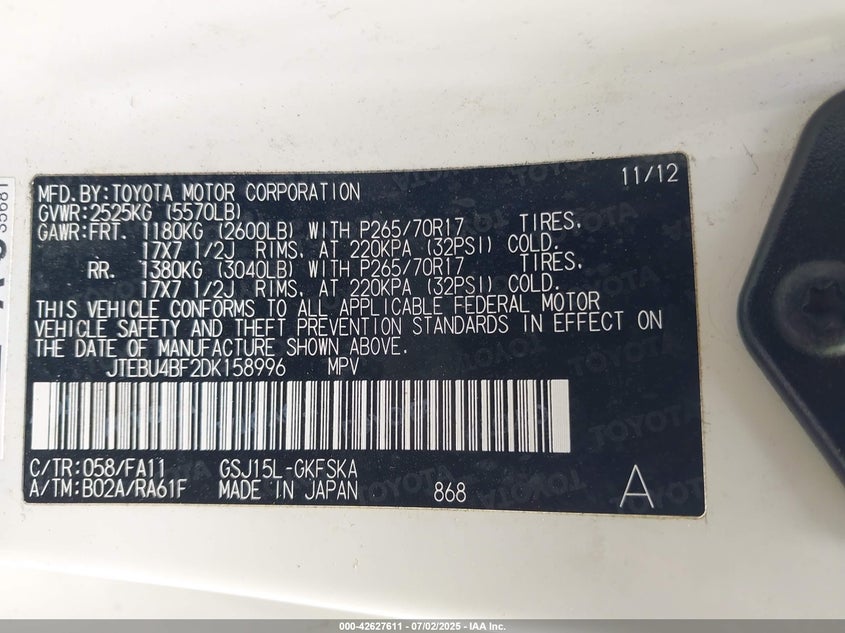 MFD.BY:TOYOTA MOTOR CORPORATION 11/12
GVWR:2525KG (5570LB)
GAWR:FRT. 1180KG (2600LB) WITH P265/70R17 TIRES,
17X7 1/2J RIMS, AT 220KPA (32PSI) COLD.
RR. 1380KG (3040LB) WITH P265/70R17 TIRES,
17X7 1/2J RIMS, AT 220KPA (32PSI) COLD.
THIS VEHICLE CONFORMS TO ALL APPLICABLE FEDERAL MOTOR
VEHICLE SAFETY AND THEFT PREVENTION STANDARDS IN EFFECT ON
THE DATE OF MANUFACTURE SHOWN ABOVE.
JTEBU4BF2DK158996 MPV
C/TR:058/FA11 GSJ15L-GKFSKA
A/TM:B02A/RA61F MADE IN JAPAN 868 A
35681
000-42627611 - 07/02/2025 - IAA Inc.